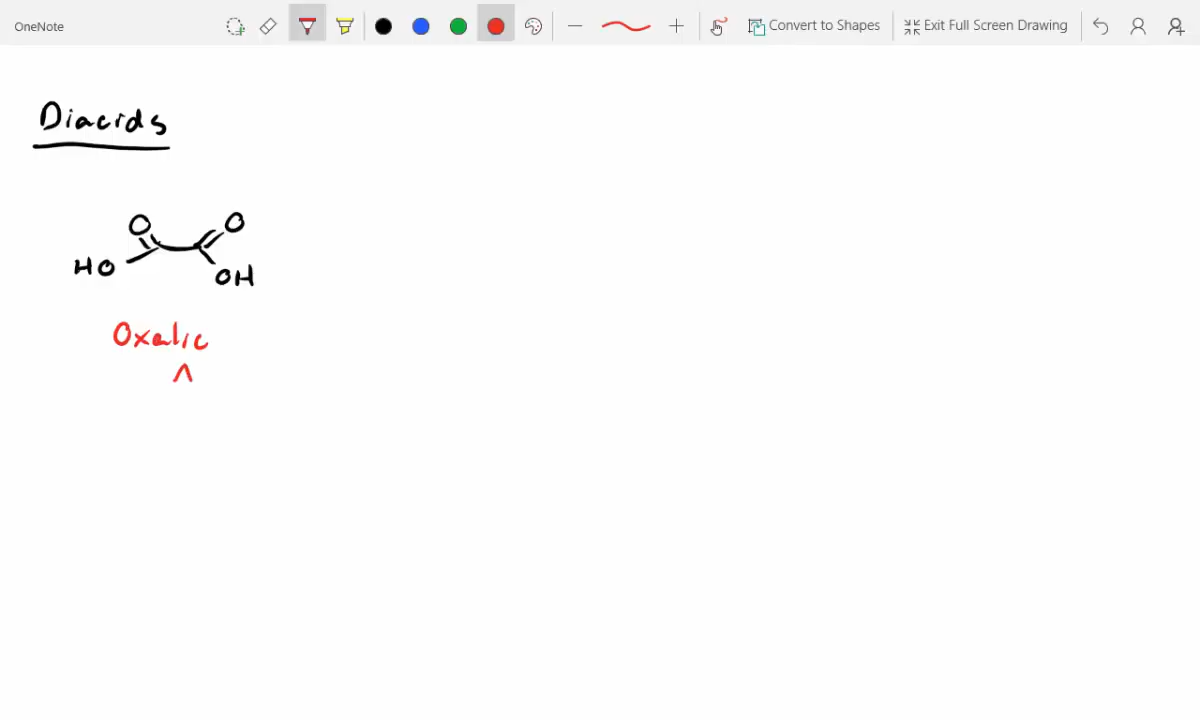 OneNote
Convert to Shapes
Exit Full Screen Drawing
Diacids
O O
HO
OH
Oxalic